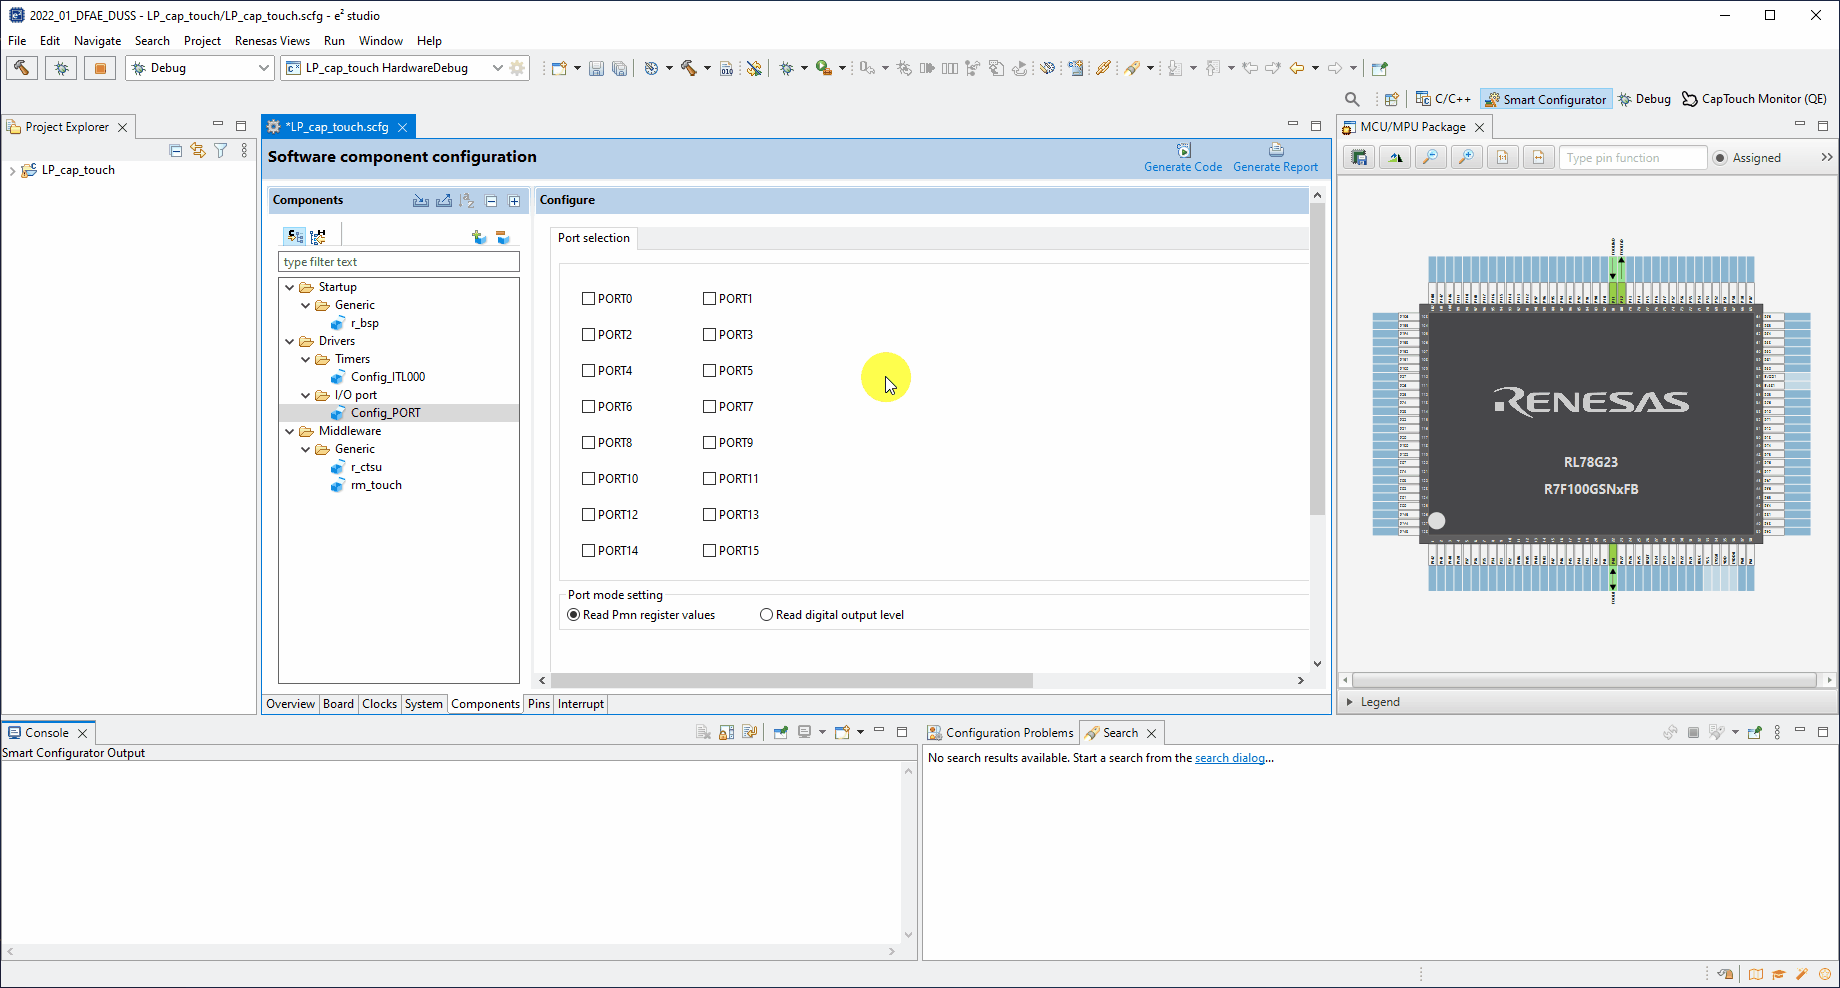 2022_01_DFAE_DUSS - LP_cap_touch/LP_cap_touch.scfg - e² studio
File Edit Navigate Search Project Renesas Views Run Window Help
Debug
LP_cap_touch HardwareDebug
C/C++ Smart Configurator Debug CapTouch Monitor (QE)
Project Explorer
LP_cap_touch
*LP_cap_touch.scfg
Software component configuration
Generate Code Generate Report
Components
type filter text
Startup
Generic
r_bsp
Drivers
Timers
Config_ITL000
I/O port
Config_PORT
Middleware
Generic
r_ctsu
rm_touch
Configure
Port selection
PORT0 PORT1
PORT2 PORT3
PORT4 PORT5
PORT6 PORT7
PORT8 PORT9
PORT10 PORT11
PORT12 PORT13
PORT14 PORT15
Port mode setting
Read Pmn register values Read digital output level
Overview Board Clocks System Components Pins Interrupt
MCU/MPU Package
Type pin function
Assigned
RENESAS
RL78G23
R7F100GSNxFB
Legend
Console
Smart Configurator Output
Configuration Problems Search
No search results available. Start a search from the search dialog...